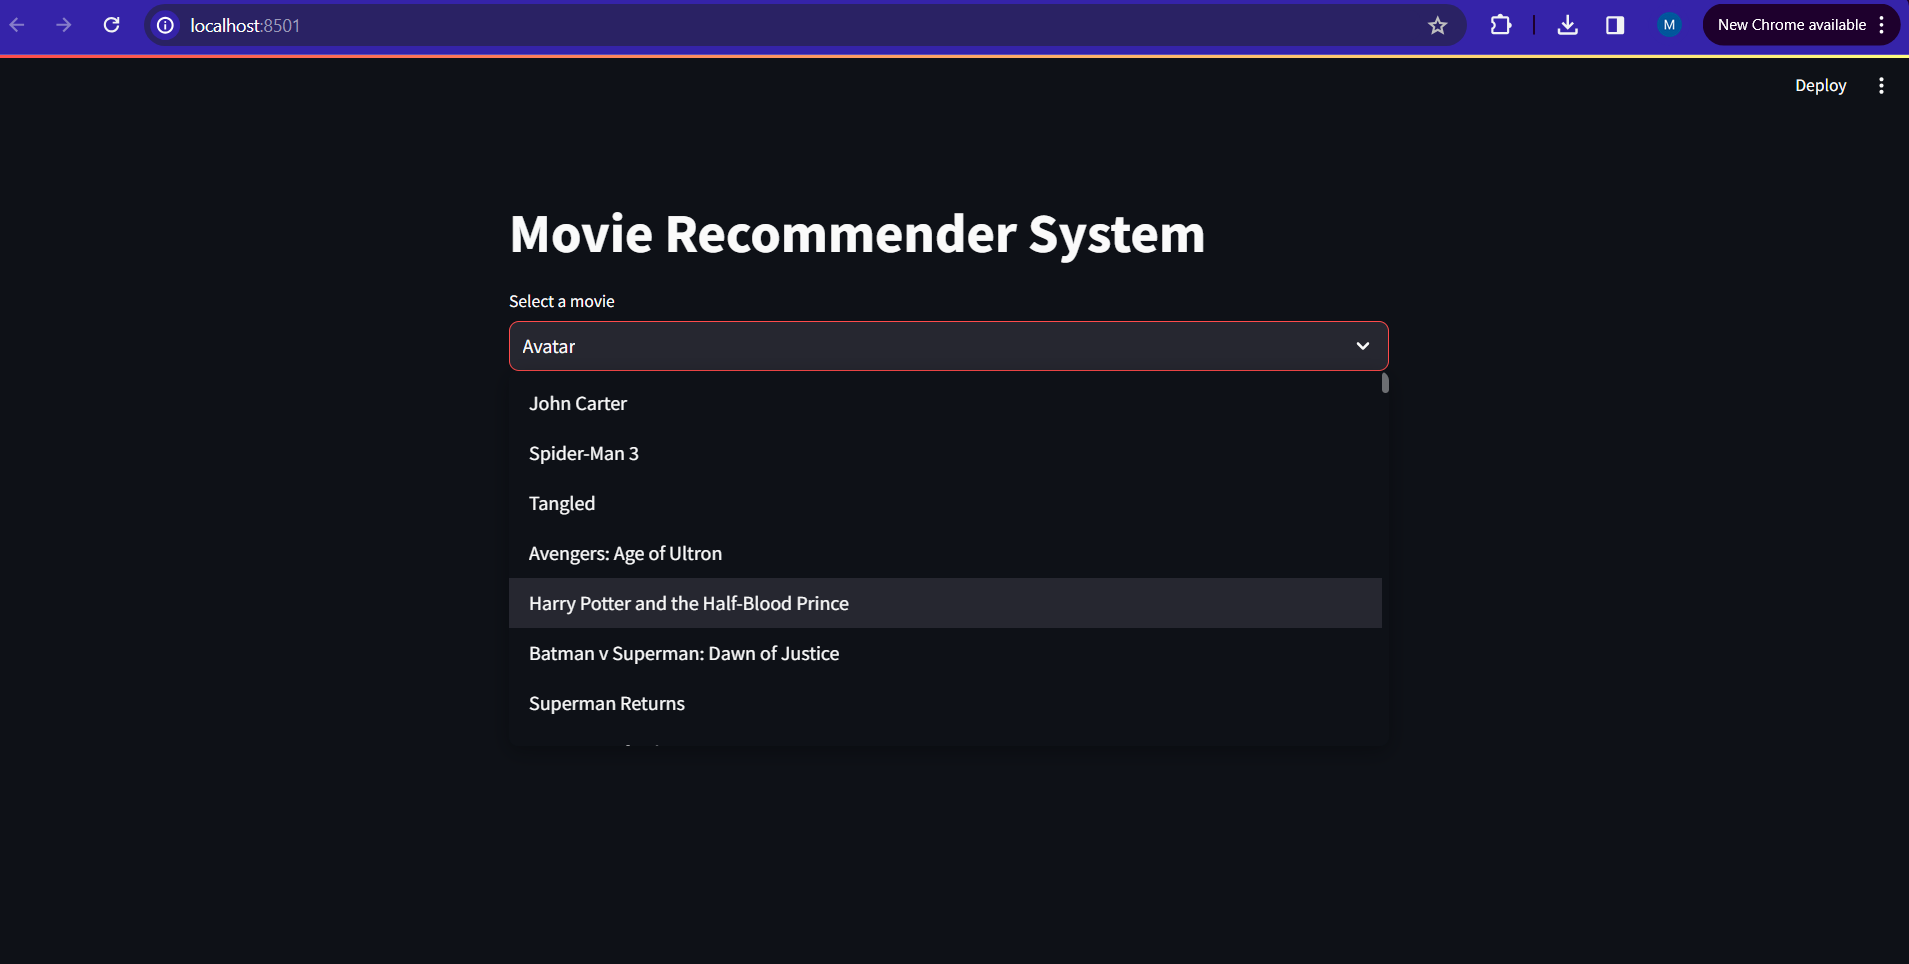 localhost:8501
M
New Chrome available
Deploy
Movie Recommender System
Select a movie
Avatar
John Carter
Spider-Man 3
Tangled
Avengers: Age of Ultron
Harry Potter and the Half-Blood Prince
Batman v Superman: Dawn of Justice
Superman Returns